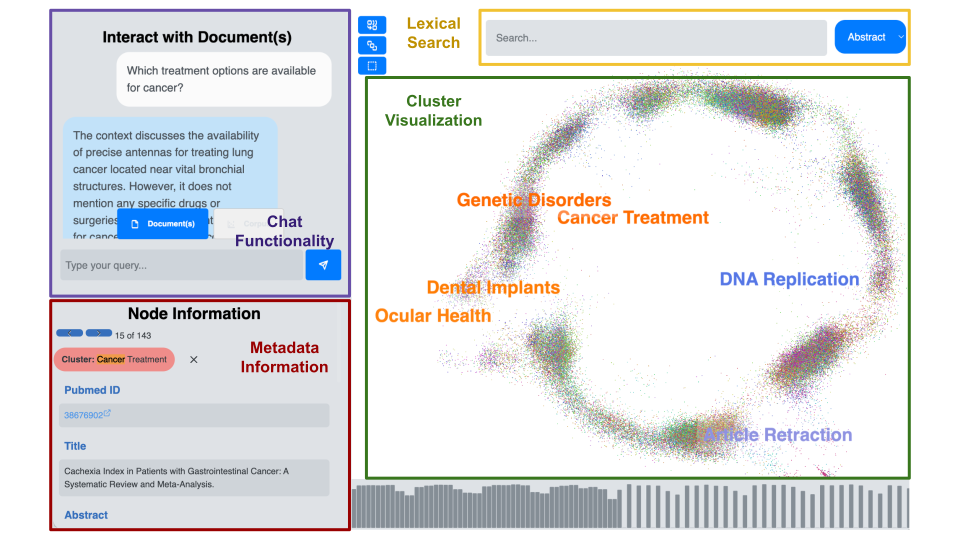 Interact with Document(s)
Which treatment options are available
for cancer?
The context discusses the availability
of precise antennas for treating lung
cancer located near vital bronchial
structures. However, it does not
mention any specific drugs or
surgeries
Document(s)
for cance
Chat
Functionality
Type your query...
Node Information
15 of 143
Cluster: Cancer Treatment
Metadata
Information
Pubmed ID
38676902
Title
Cachexia Index in Patients with Gastrointestinal Cancer: A
Systematic Review and Meta-Analysis.
Abstract
Lexical
Search
Search...
Abstract
Cluster
Visualization
Genetic Disorders
Cancer Treatment
DNA Replication
Dental Implants
Ocular Health
Article Retraction